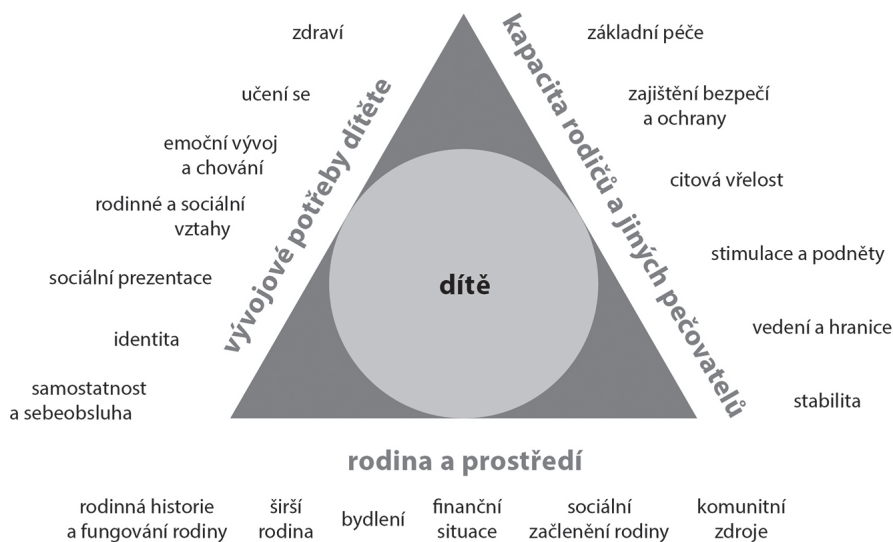 zdraví
učení se
emoční vývoj
a chování
rodinné a sociální
vztahy
sociální prezentace
identita
samostatnost
a sebeobsluha
vývojové potřeby dítěte
dítě
kapacita rodičů a jiných pečovatelů
základní péče
zajištění bezpečí
a ochrany
citová vřelost
stimulace a podněty
vedení a hranice
stabilita
rodina a prostředí
rodinná historie
a fungování rodiny
širší
rodina
bydlení
finanční
situace
sociální
začlenění rodiny
komunitní
zdroje